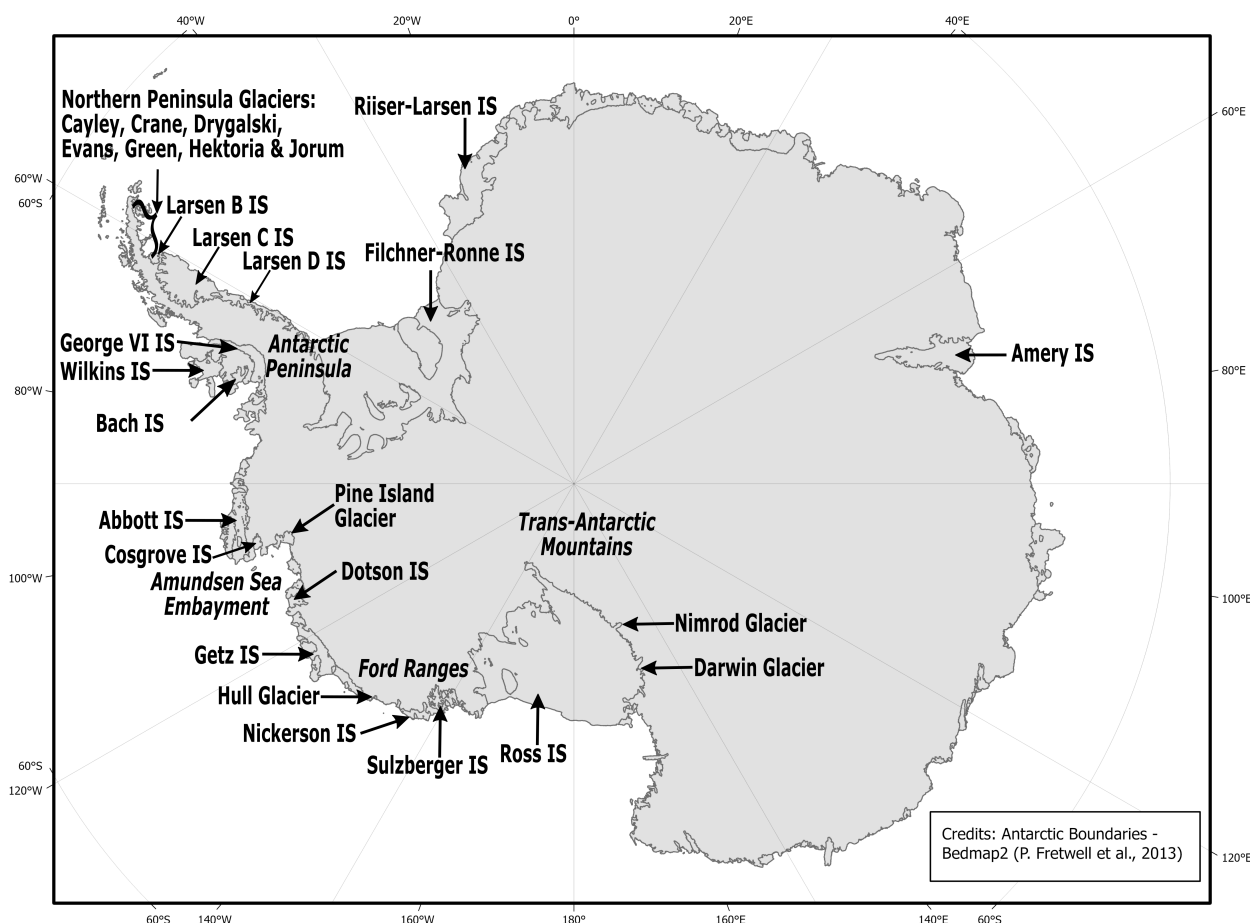 40°W
20°W
0°
20°E
40°E
Northern Peninsula Glaciers:
Cayley, Crane, Drygalski,
Evans, Green, Hektoria & Jorum
Riiser-Larsen IS
60°E
60°W
60°S
Larsen B IS
Larsen C IS
Larsen D IS
Filchner-Ronne IS
George VI IS
Wilkins IS
Antarctic
Peninsula
Amery IS
80°W
80°E
Bach IS
Pine Island
Glacier
Abbott IS
Cosgrove IS
Trans-Antarctic
Mountains
Amundsen Sea
Embayment
Dotson IS
100°W
100°E
Nimrod Glacier
Getz IS
Ford Ranges
Darwin Glacier
Hull Glacier
Nickerson IS
Sulzberger IS
Ross IS
60°S
120°W
Credits: Antarctic Boundaries -
Bedmap2 (P. Fretwell et al., 2013)
120°E
60°S
140°W
160°W
180°
160°E
140°E
60°S